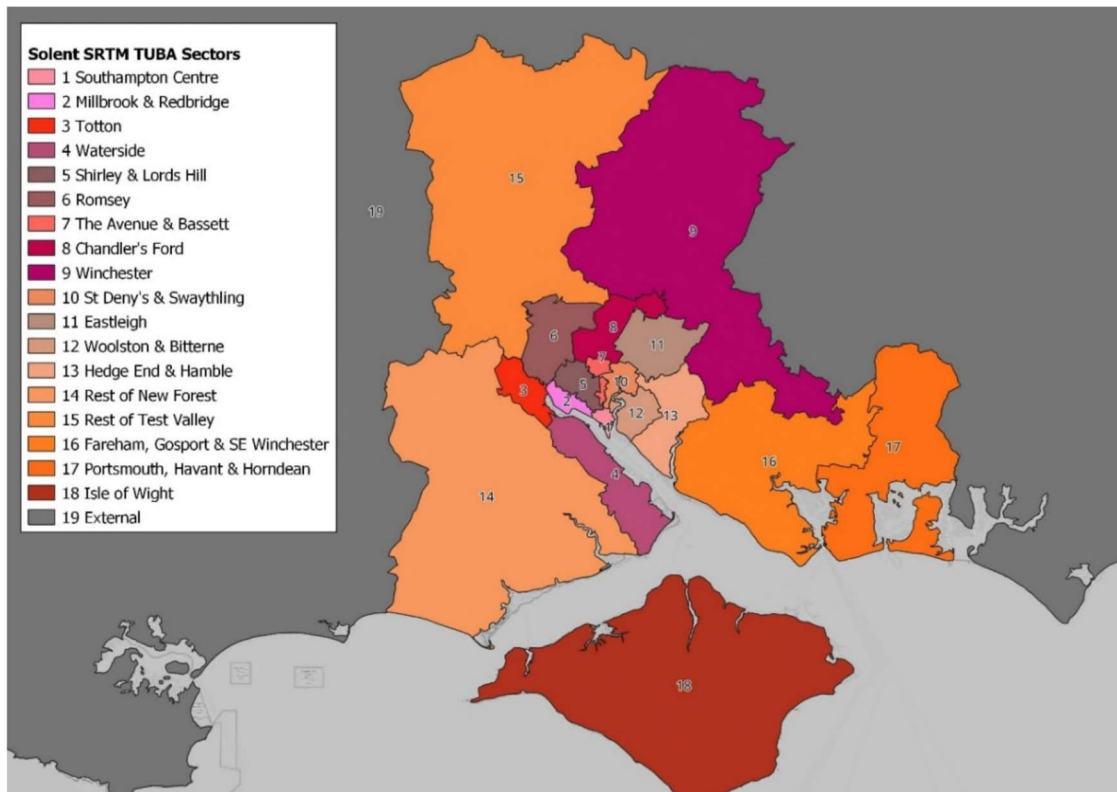 Solent SRTM TUBA Sectors
1 Southampton Centre
2 Millbrook & Redbridge
3 Totton
4 Waterside
5 Shirley & Lords Hill
6 Romsey
7 The Avenue & Bassett
8 Chandler's Ford
9 Winchester
10 St Deny's & Swaythling
11 Eastleigh
12 Woolston & Bitterne
13 Hedge End & Hamble
14 Rest of New Forest
15 Rest of Test Valley
16 Fareham, Gosport & SE Winchester
17 Portsmouth, Havant & Horndean
18 Isle of Wight
19 External
15
19
9
8
6
11
7
5
10
3
2
12
13
1
17
16
4
14
18